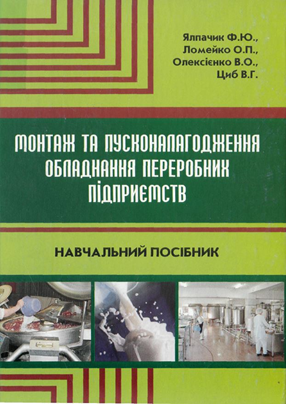 Ялпачик Ф.Ю.,
Ломейко О.П.,
Олексієнко В.О.,
Циб В.Г.
МОНТАЖ ТА ПУСКОНАЛАГОДЖЕННЯ
ОБЛАДНАННЯ ПЕРЕРОБНИХ
ПІДПРИЄМСТВ
НАВЧАЛЬНИЙ ПОСІБНИК